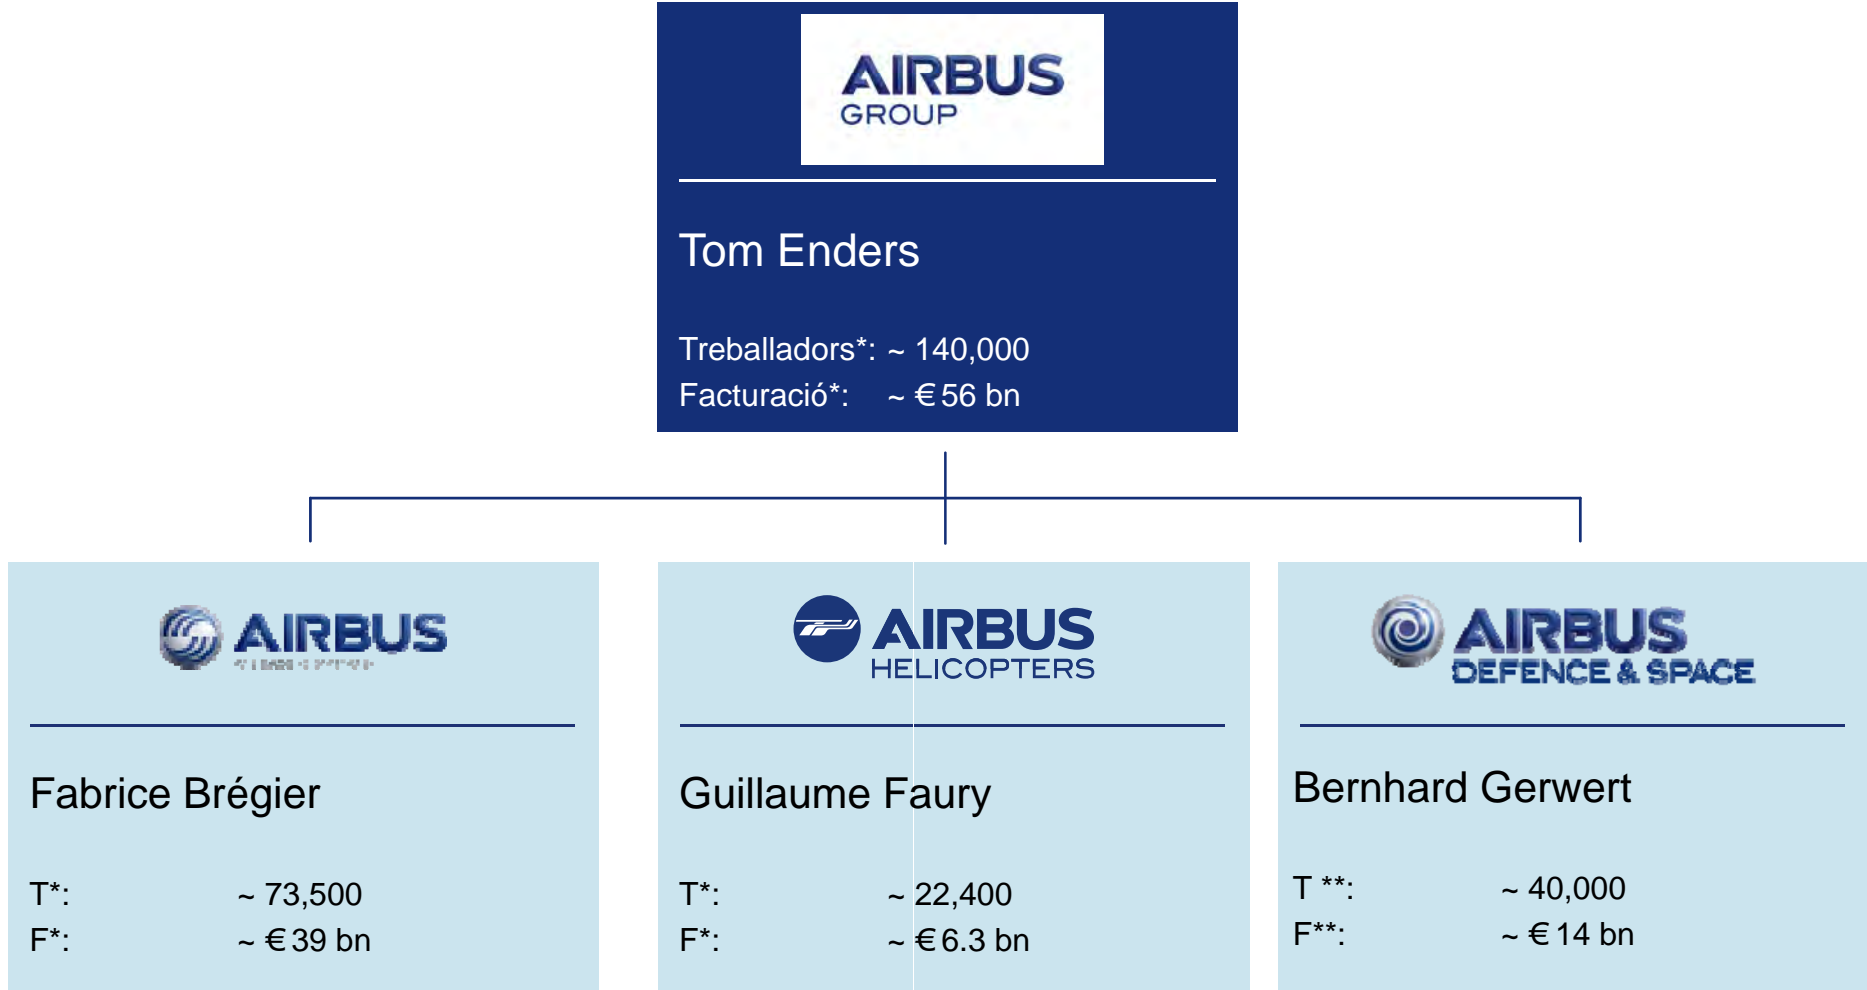 AIRBUS
GROUP
Tom Enders
Treballadors*: ~ 140,000
Facturació*: ~ € 56 bn
AIRBUS
Fabrice Brégier
T*: ~ 73,500
F*: ~ € 39 bn
AIRBUS
HELICOPTERS
Guillaume Faury
T*: ~ 22,400
F*: ~ € 6.3 bn
AIRBUS
DEFENCE & SPACE
Bernhard Gerwert
T **: ~ 40,000
F**: ~ € 14 bn